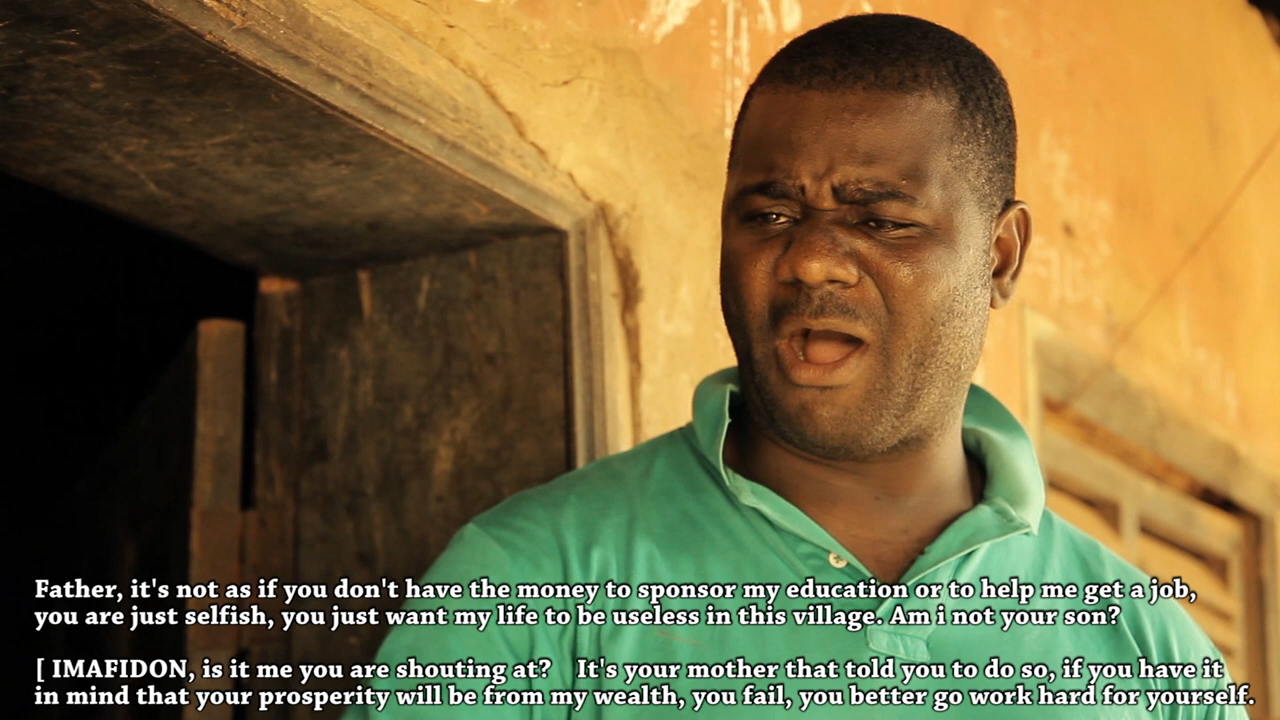 Father, it's not as if you don't have the money to sponsor my education or to help me get a job,
you are just selfish, you just want my life to be useless in this village. Am i not your son?
[ IMAFIDON, is it me you are shouting at? It's your mother that told you to do so, if you have it
in mind that your prosperity will be from my wealth, you fail, you better go work hard for yourself.